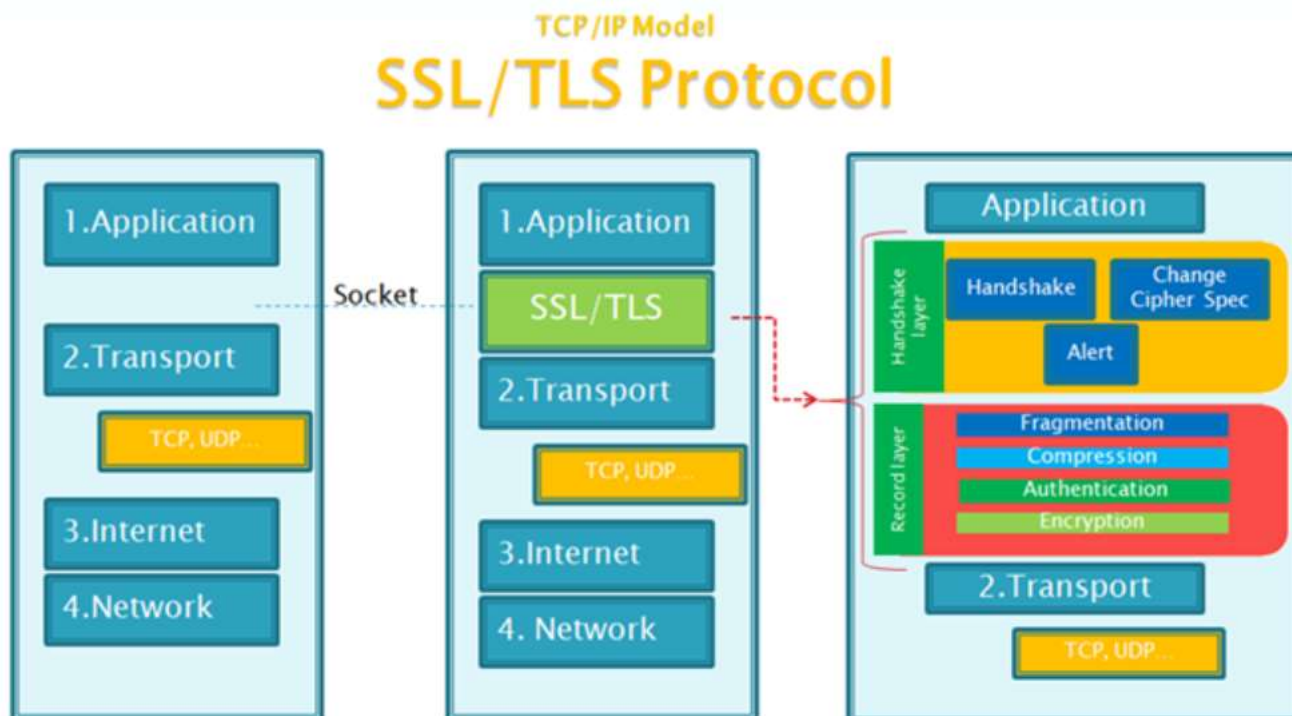 TCP/IP Model
SSL/TLS Protocol
1.Application
Socket
2.Transport
TCP, UDP...
3.Internet
4.Network
1.Application
SSL/TLS
2.Transport
TCP, UDP...
3.Internet
4. Network
Application
Handshake
layer
Handshake
Change
Cipher Spec
Alert
Record layer
Fragmentation
Compression
Authentication
Encryption
2.Transport
TCP, UDP...